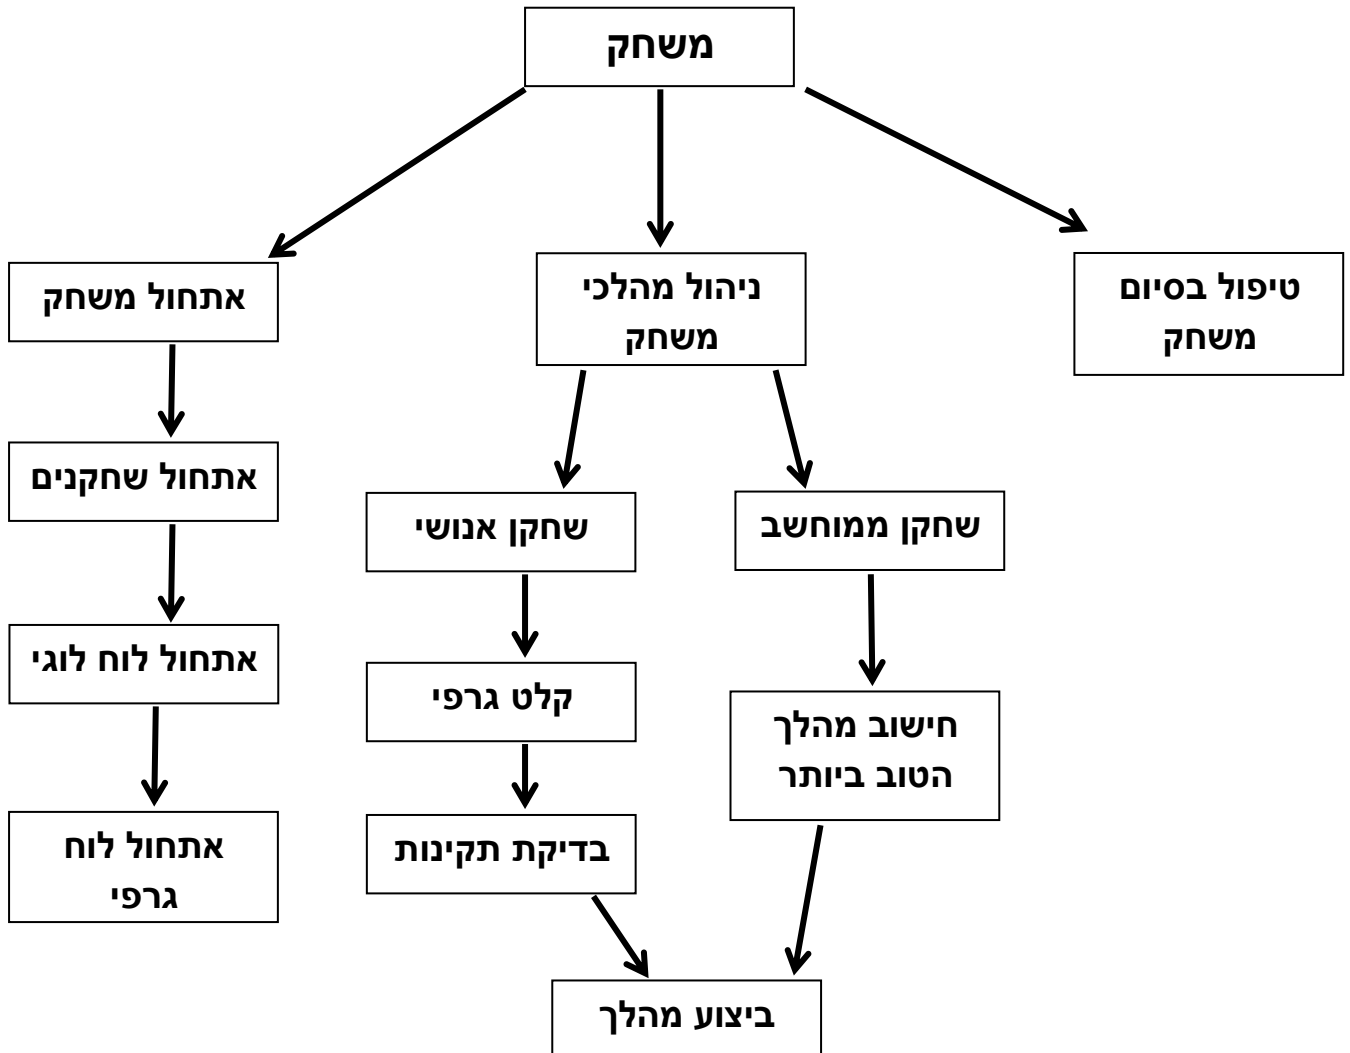 משחק
אתחול משחק
ניהול מהלכי
משחק
טיפול בסיום
משחק
אתחול שחקנים
שחקן אנושי
שחקן ממוחשב
אתחול לוח לוגי
קלט גרפי
חישוב מהלך
הטוב ביותר
אתחול לוח
גרפי
בדיקת תקינות
ביצוע מהלך